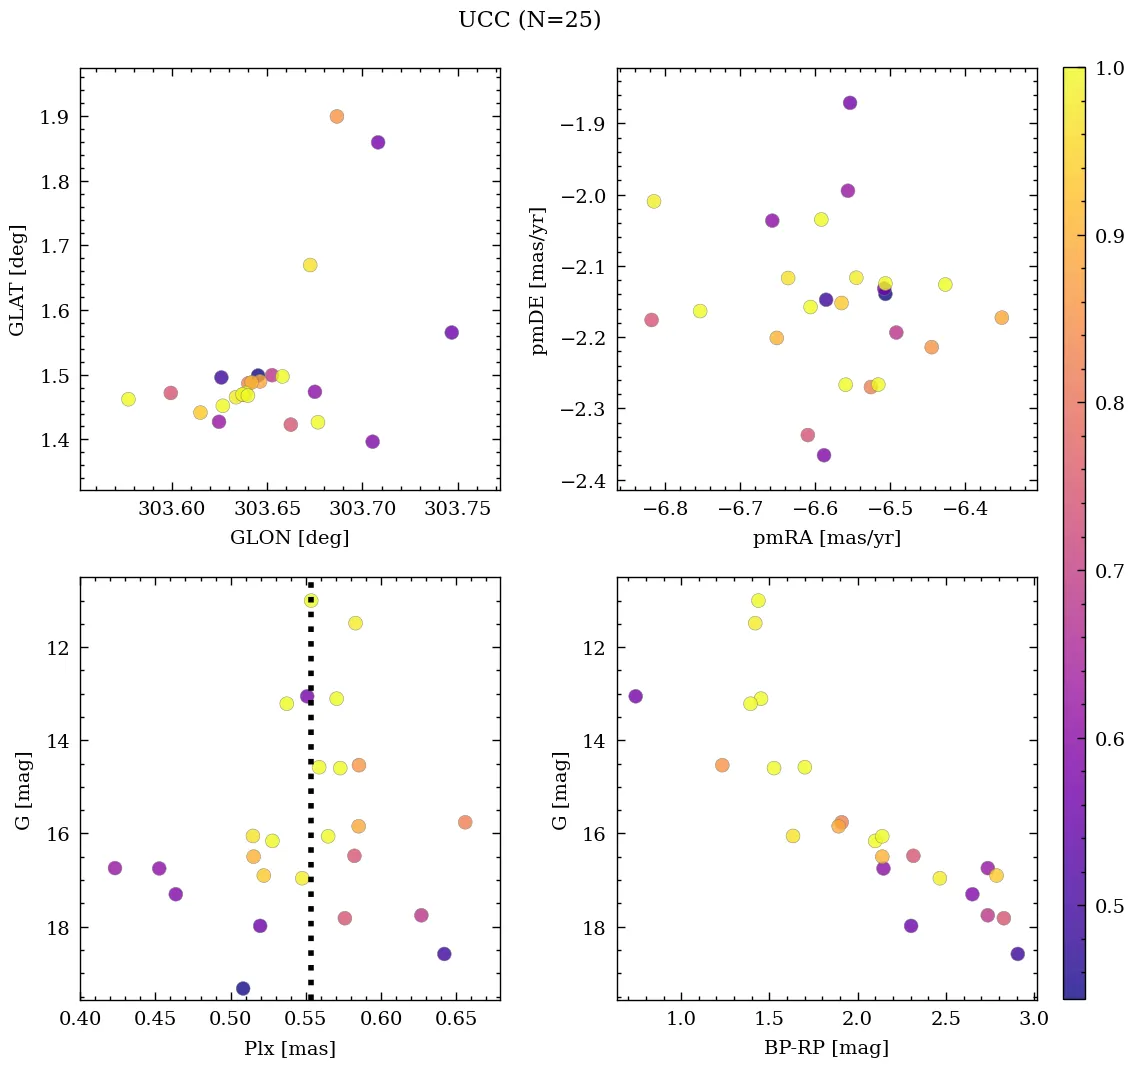 UCC (N=25)
1.9
1.8
1.7
1.6
1.5
1.4
GLAT [deg]
303.60 303.65 303.70 303.75
GLON [deg]
−1.9
−2.0
−2.1
−2.2
−2.3
−2.4
pmDE [mas/yr]
−6.8 −6.7 −6.6 −6.5 −6.4
pmRA [mas/yr]
12
14
16
18
G [mag]
0.40 0.45 0.50 0.55 0.60 0.65
Plx [mas]
12
14
16
18
G [mag]
1.0 1.5 2.0 2.5 3.0
BP-RP [mag]
1.0
0.9
0.8
0.7
0.6
0.5